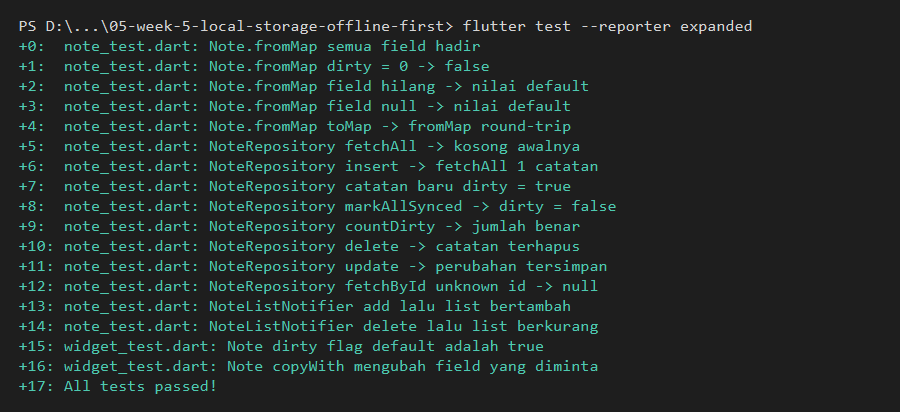 PS D:\...\05-week-5-local-storage-offline-first> flutter test --reporter expanded
+0:  note_test.dart: Note.fromMap semua field hadir
+1:  note_test.dart: Note.fromMap dirty = 0 -> false
+2:  note_test.dart: Note.fromMap field hilang -> nilai default
+3:  note_test.dart: Note.fromMap field null -> nilai default
+4:  note_test.dart: Note.fromMap toMap -> fromMap round-trip
+5:  note_test.dart: NoteRepository fetchAll -> kosong awalnya
+6:  note_test.dart: NoteRepository insert -> fetchAll 1 catatan
+7:  note_test.dart: NoteRepository catatan baru dirty = true
+8:  note_test.dart: NoteRepository markAllSynced -> dirty = false
+9:  note_test.dart: NoteRepository countDirty -> jumlah benar
+10: note_test.dart: NoteRepository delete -> catatan terhapus
+11: note_test.dart: NoteRepository update -> perubahan tersimpan
+12: note_test.dart: NoteRepository fetchById unknown id -> null
+13: note_test.dart: NoteListNotifier add lalu list bertambah
+14: note_test.dart: NoteListNotifier delete lalu list berkurang
+15: widget_test.dart: Note dirty flag default adalah true
+16: widget_test.dart: Note copyWith mengubah field yang diminta
+17: All tests passed!